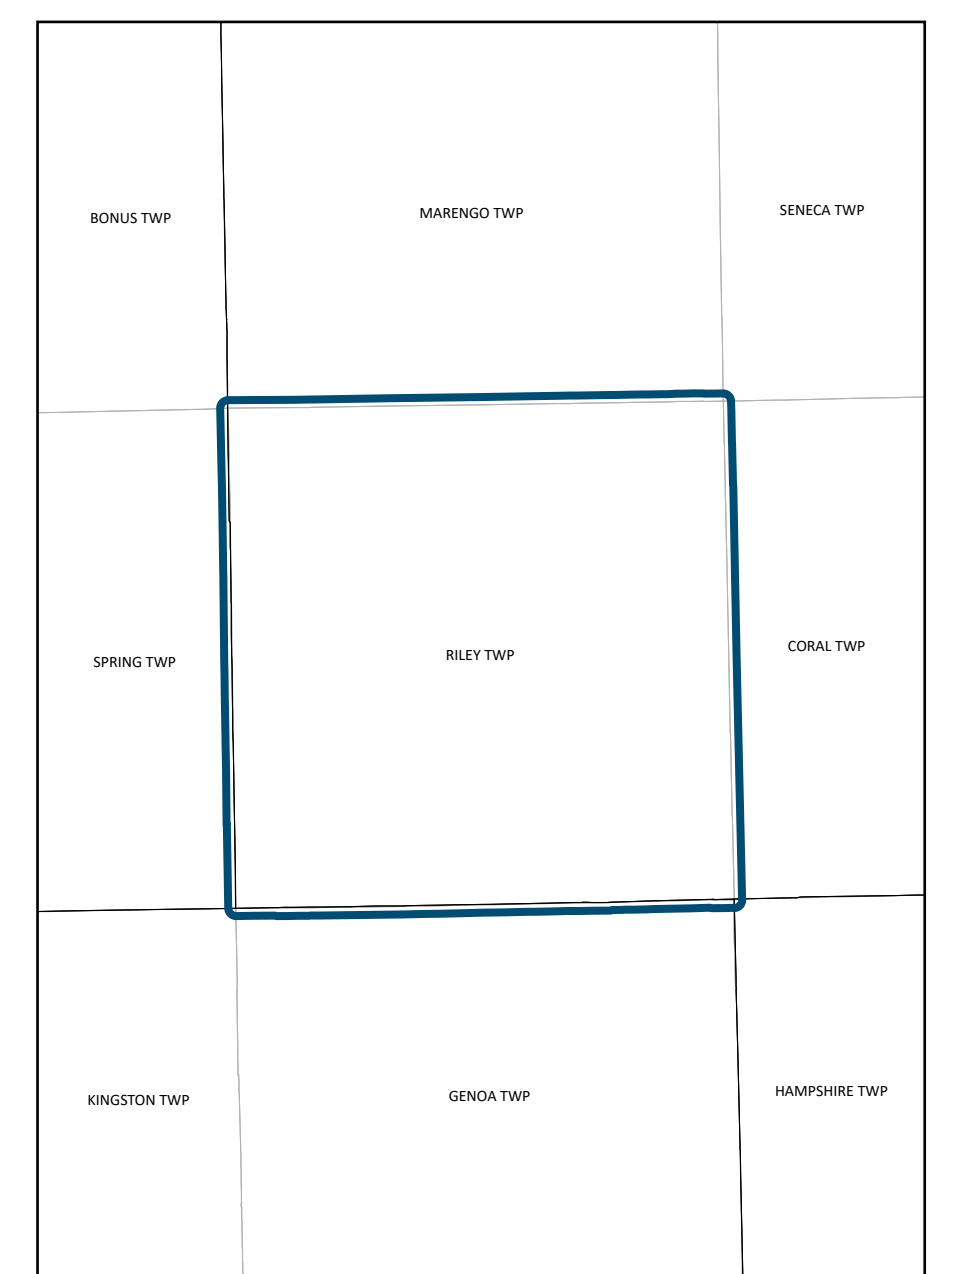 BONUS TWP
MARENGO TWP
SENECA TWP
SPRING TWP
RILEY TWP
CORAL TWP
KINGSTON TWP
GENOA TWP
HAMPSHIRE TWP